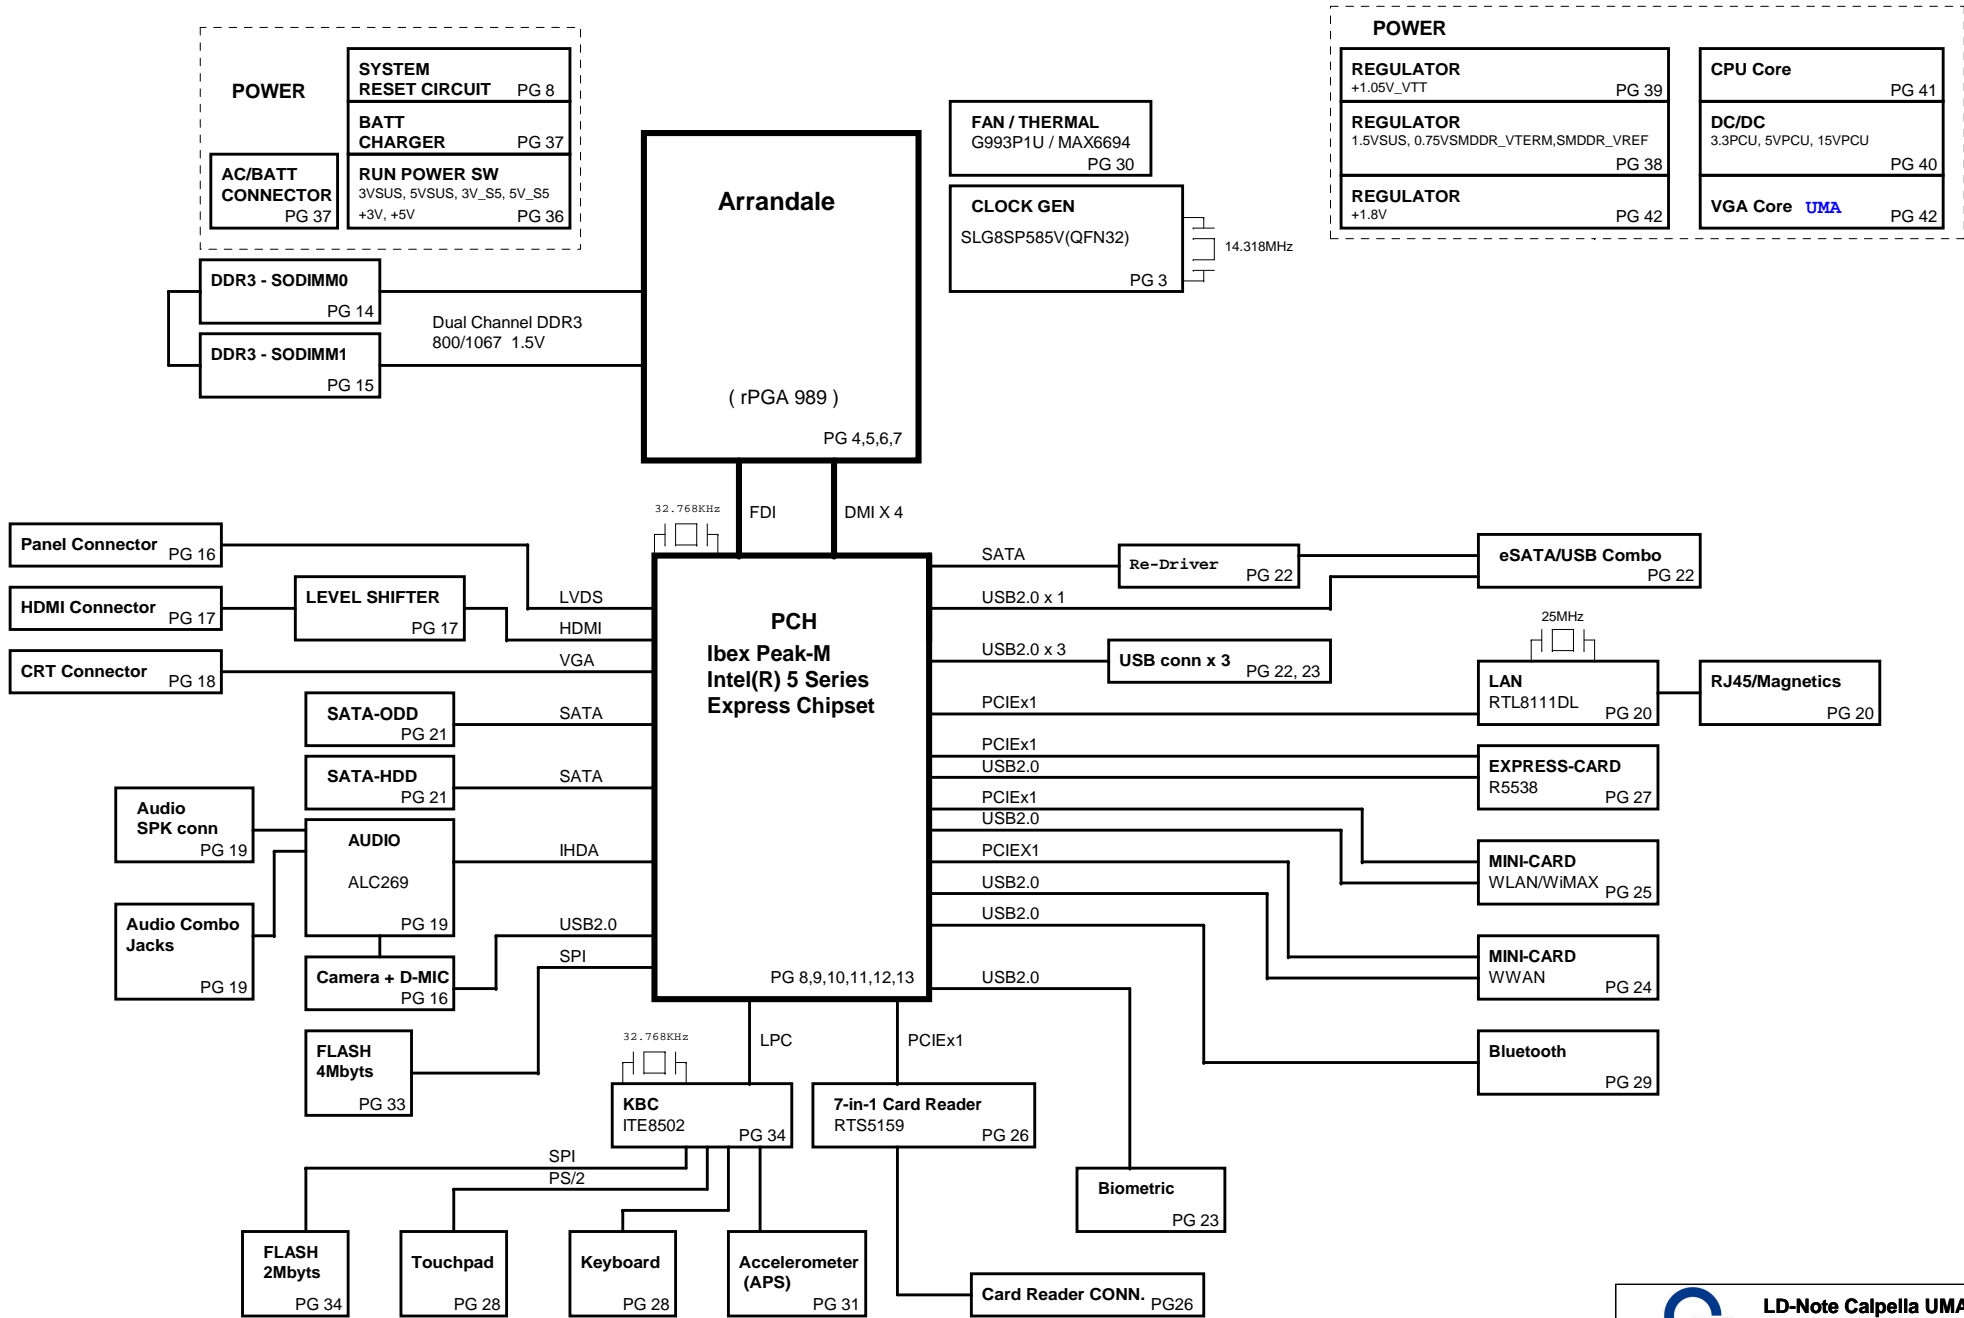 POWER
SYSTEM
RESET CIRCUIT PG 8
BATT
CHARGER PG 37
AC/BATT
CONNECTOR
PG 37
RUN POWER SW
3VSUS, 5VSUS, 3V_S5, 5V_S5
+3V, +5V PG 36
POWER
REGULATOR
+1.05V_VTT PG 39
REGULATOR
1.5VSUS, 0.75VSMDDR_VTERM,SMDDR_VREF
PG 38
REGULATOR
+1.8V PG 42
CPU Core
PG 41
DC/DC
3.3PCU, 5VPCU, 15VPCU
PG 40
VGA Core UMA PG 42
FAN / THERMAL
G993P1U / MAX6694
PG 30
CLOCK GEN
SLG8SP585V(QFN32)
PG 3
14.318MHz
Arrandale
( rPGA 989 )
PG 4,5,6,7
DDR3 - SODIMM0
PG 14
DDR3 - SODIMM1
PG 15
Dual Channel DDR3
800/1067 1.5V
32.768KHz
FDI
DMI X 4
Panel Connector PG 16
HDMI Connector PG 17
LEVEL SHIFTER
PG 17
CRT Connector PG 18
LVDS
HDMI
VGA
SATA-ODD
PG 21
SATA
SATA-HDD
PG 21
SATA
Audio
SPK conn
PG 19
AUDIO
ALC269
PG 19
IHDA
Audio Combo
Jacks
PG 19
Camera + D-MIC
PG 16
USB2.0
SPI
FLASH
4Mbyts
PG 33
PCH
Ibex Peak-M
Intel(R) 5 Series
Express Chipset
PG 8,9,10,11,12,13
SATA
Re-Driver PG 22
eSATA/USB Combo
PG 22
USB2.0 x 1
USB2.0 x 3
USB conn x 3 PG 22, 23
25MHz
PCIEx1
LAN
RTL8111DL PG 20
RJ45/Magnetics
PG 20
PCIEx1
USB2.0
EXPRESS-CARD
R5538
PG 27
PCIEx1
USB2.0
MINI-CARD
WLAN/WiMAX PG 25
PCIEX1
USB2.0
MINI-CARD
WWAN PG 24
USB2.0
Bluetooth
PG 29
USB2.0
Biometric
PG 23
32.768KHz
LPC
PCIEx1
KBC
ITE8502 PG 34
7-in-1 Card Reader
RTS5159 PG 26
SPI
PS/2
FLASH
2Mbyts
PG 34
Touchpad
PG 28
Keyboard
PG 28
Accelerometer
(APS)
PG 31
Card Reader CONN. PG26
LD-Note Calpella UMA